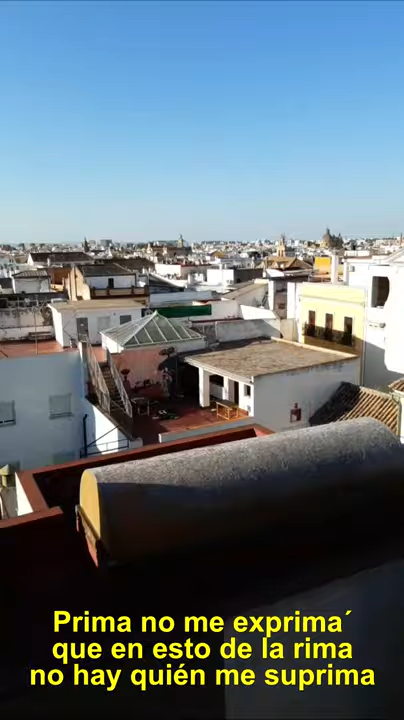 Prima no me exprima´
que en esto de la rima
no hay quién me suprima